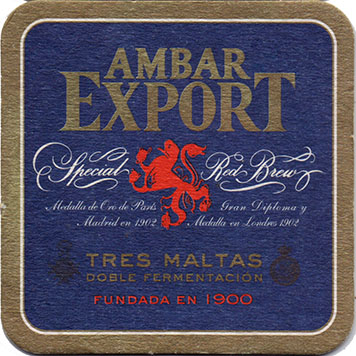 AMBAR
EXPORT
Special Red Brew
Medalla de Oro de París Gran Diploma y
Madrid en 1902 Medalla en Londres 1902
TRES MALTAS
DOBLE FERMENTACIÓN
FUNDADA EN 1900